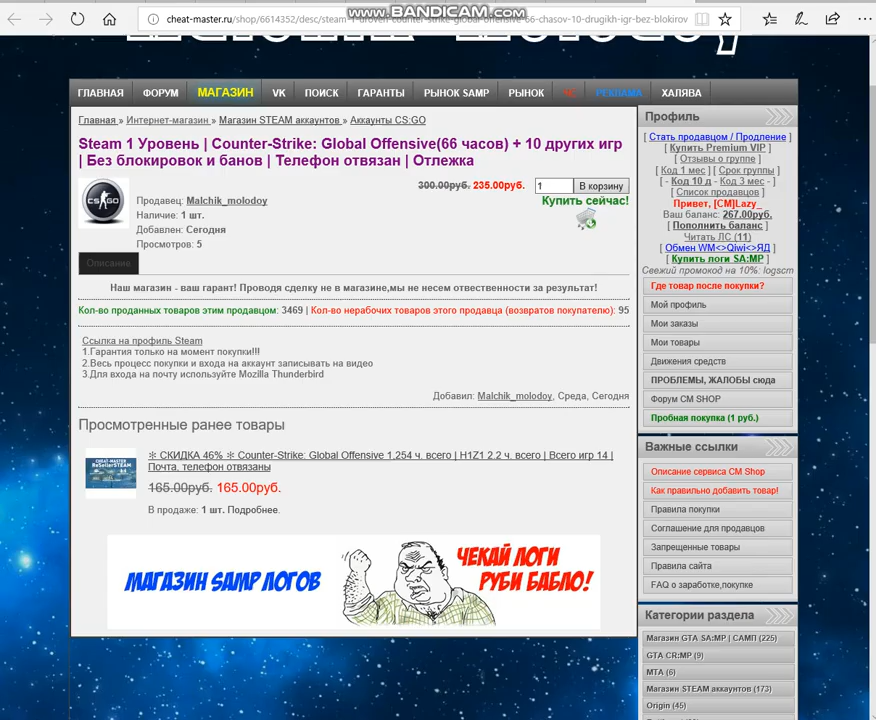 www.BANDICAM.com
cheat-master.ru/shop/6614352/desc/steam-1-uroven-counter-strike-global-offensive-66-chasov-10-drugikh-igr-bez-blokirov
ГЛАВНАЯ ФОРУМ МАГАЗИН VK ПОИСК ГАРАНТЫ РЫНОК SAMP РЫНОК ЧС РЕКЛАМА ХАЛЯВА
Главная » Интернет-магазин » Магазин STEAM аккаунтов » Аккаунты CS:GO
Steam 1 Уровень | Counter-Strike: Global Offensive(66 часов) + 10 других игр
| Без блокировок и банов | Телефон отвязан | Отлежка
300.00руб. 235.00руб. 1 В корзину
Купить сейчас!
Продавец: Malchik_molodoy
Наличие: 1 шт.
Добавлен: Сегодня
Просмотров: 5
Описание
Наш магазин - ваш гарант! Проводя сделку не в магазине,мы не несем отвественности за результат!
Кол-во проданных товаров этим продавцом: 3469 | Кол-во нерабочих товаров этого продавца (возвратов покупателю): 95
Ссылка на профиль Steam
1.Гарантия только на момент покупки!!!
2.Весь процесс покупки и входа на аккаунт записывать на видео
3.Для входа на почту используйте Mozilla Thunderbird
Добавил: Malchik_molodoy, Среда, Сегодня
Просмотренные ранее товары
CHEAT-MASTER
ReSellerSTEAM
✻ СКИДКА 46% ✻ Counter-Strike: Global Offensive 1,254 ч. всего | H1Z1 2.2 ч. всего | Всего игр 14 |
Почта, телефон отвязаны
165.00руб. 165.00руб.
В продаже: 1 шт. Подробнее.
МАГАЗИН SAMP ЛОГОВ
ЧЕКАЙ ЛОГИ
РУБИ БАБЛО!
Профиль
[ Стать продавцом / Продление ]
[ Купить Premium VIP ]
[ Отзывы о группе ]
[ Код 1 мес ] [ Срок группы ]
[ - Код 10 д - Код 3 мес - ]
[ Список продавцов ]
Привет, [CM]Lazy_
Ваш баланс: 267.00руб.
[ Пополнить баланс ]
Читать ЛС (11)
[ Обмен WM<>Qiwi<>ЯД ]
[ Купить логи SA:MP ]
Свежий промокод на 10%: logscm
Где товар после покупки?
Мой профиль
Мои заказы
Мои товары
Движения средств
ПРОБЛЕМЫ, ЖАЛОБЫ сюда
Форум CM SHOP
Пробная покупка (1 руб.)
Важные ссылки
Описание сервиса CM Shop
Как правильно добавить товар!
Правила покупки
Соглашение для продавцов
Запрещенные товары
Правила сайта
FAQ о заработке,покупке
Категории раздела
Магазин GTA SA:MP | САМП (225)
GTA CR:MP (9)
MTA (6)
Магазин STEAM аккаунтов (173)
Origin (45)